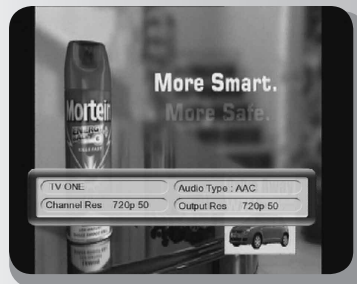 More Smart.
More Safe.
Mortein
TV ONE
Audio Type : AAC
Channel Res 720p 50
Output Res 720p 50